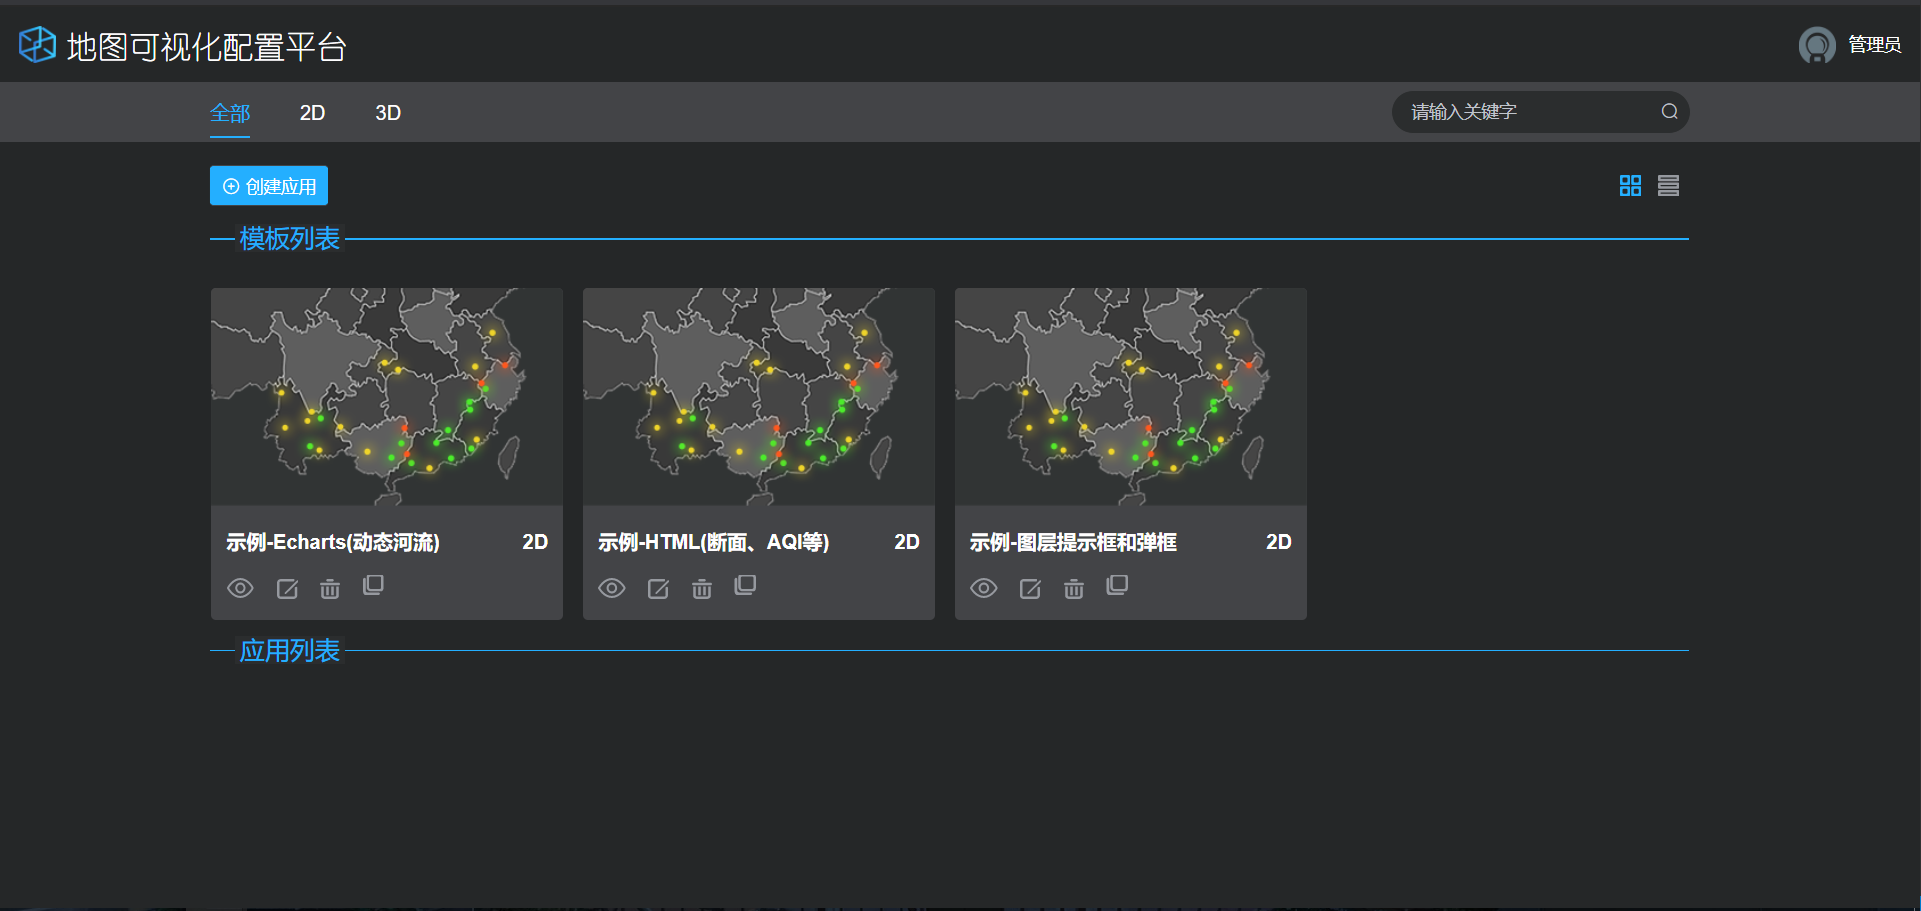 地图可视化配置平台
管理员
全部 2D 3D
请输入关键字
创建应用
模板列表
示例-Echarts(动态河流) 2D
示例-HTML(断面、AQI等) 2D
示例-图层提示框和弹框 2D
应用列表